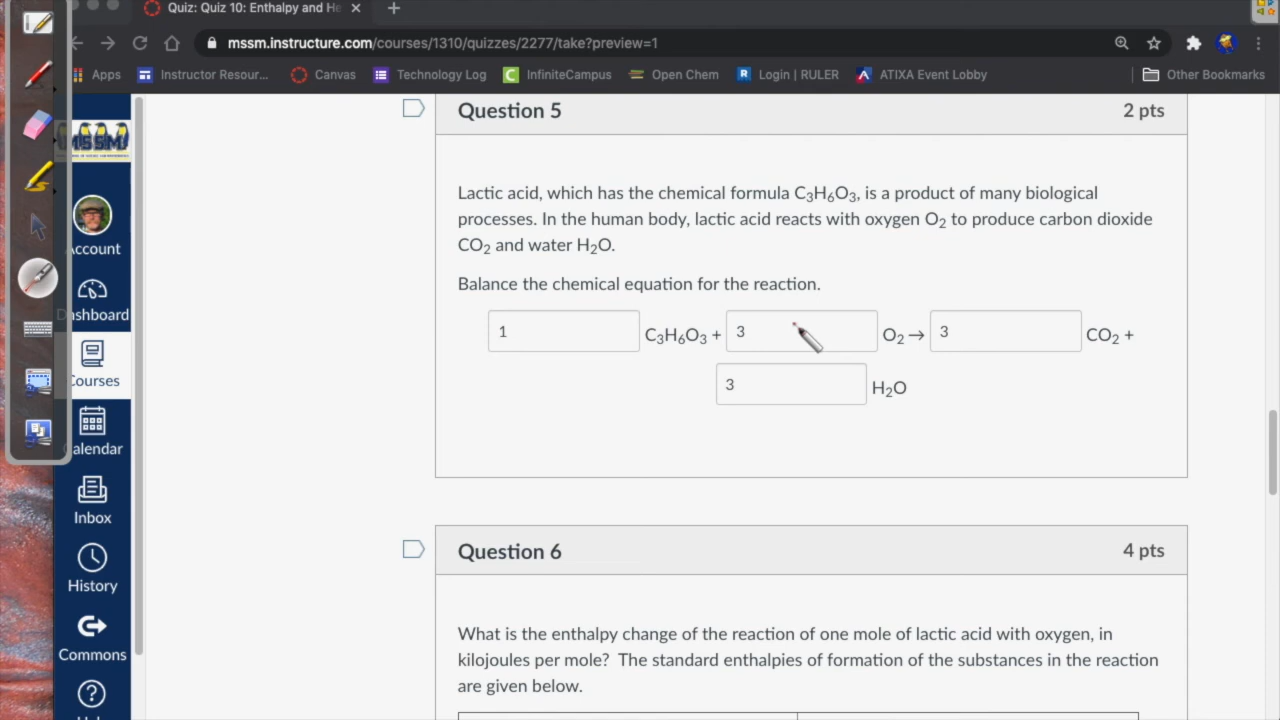 Quiz: Quiz 10: Enthalpy and He
mssm.instructure.com/courses/1310/quizzes/2277/take?preview=1
Apps Instructor Resour... Canvas Technology Log InfiniteCampus Open Chem Login | RULER ATIXA Event Lobby Other Bookmarks
MSSM
Account
Dashboard
Courses
Calendar
Inbox
History
Commons
Question 5 2 pts
Lactic acid, which has the chemical formula C₃H₆O₃, is a product of many biological
processes. In the human body, lactic acid reacts with oxygen O₂ to produce carbon dioxide
CO₂ and water H₂O.
Balance the chemical equation for the reaction.
1 C₃H₆O₃ + 3 O₂ → 3 CO₂ +
3 H₂O
Question 6 4 pts
What is the enthalpy change of the reaction of one mole of lactic acid with oxygen, in
kilojoules per mole? The standard enthalpies of formation of the substances in the reaction
are given below.